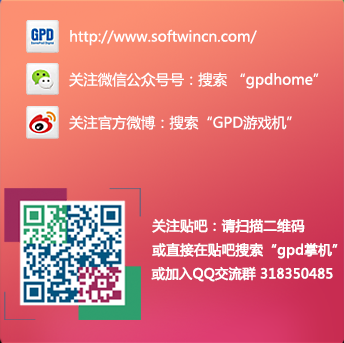 GPD http://www.softwincn.com/
关注微信公众号号：搜索 “gpdhome”
关注官方微博：搜索“GPD游戏机”
关注贴吧：请扫描二维码
或直接在贴吧搜索“gpd掌机”
或加入QQ交流群 318350485